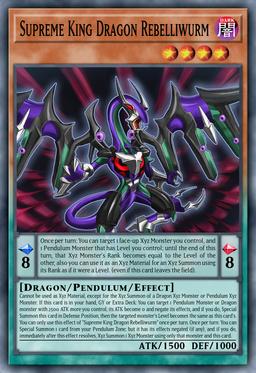 SUPREME KING DRAGON REBELLIWURM
DARK
闇
Once per turn: You can target 1 face-up Xyz Monster you control, and
1 Pendulum Monster that has Level you control; until the end of this
turn, that Xyz Monster's Rank becomes equal to the Level of the
other, also you can use it as an Xyz Material for an Xyz Summon using
its Rank as if it were a Level. (even if this card leaves the field).
8
8
[DRAGON/PENDULUM/EFFECT]
Cannot be used as Xyz Material, except for the Xyz Summon of a Dragon Xyz Monster or Pendulum Xyz
Monster. If this card is in your hand, GY or Extra Deck: You can target 1 Pendulum Monster or Dragon
monster with 2500 ATK more you control, its ATK become 0 and negate its effects, and if you do, Special
Summon this card in Defense Position, then the targeted monster's Level becomes the same as this card's.
You can only use this effect of "Supreme King Dragon Rebelliwurm" once per turn. Once per turn: You can
Special Summon 1 card from your Pendulum Zone; but it has its effects negated (if any), and if you do,
immediately after this effect resolves, Xyz Summon 1 Xyz Monster using only that monster and this card.
ATK/1500 DEF/1000